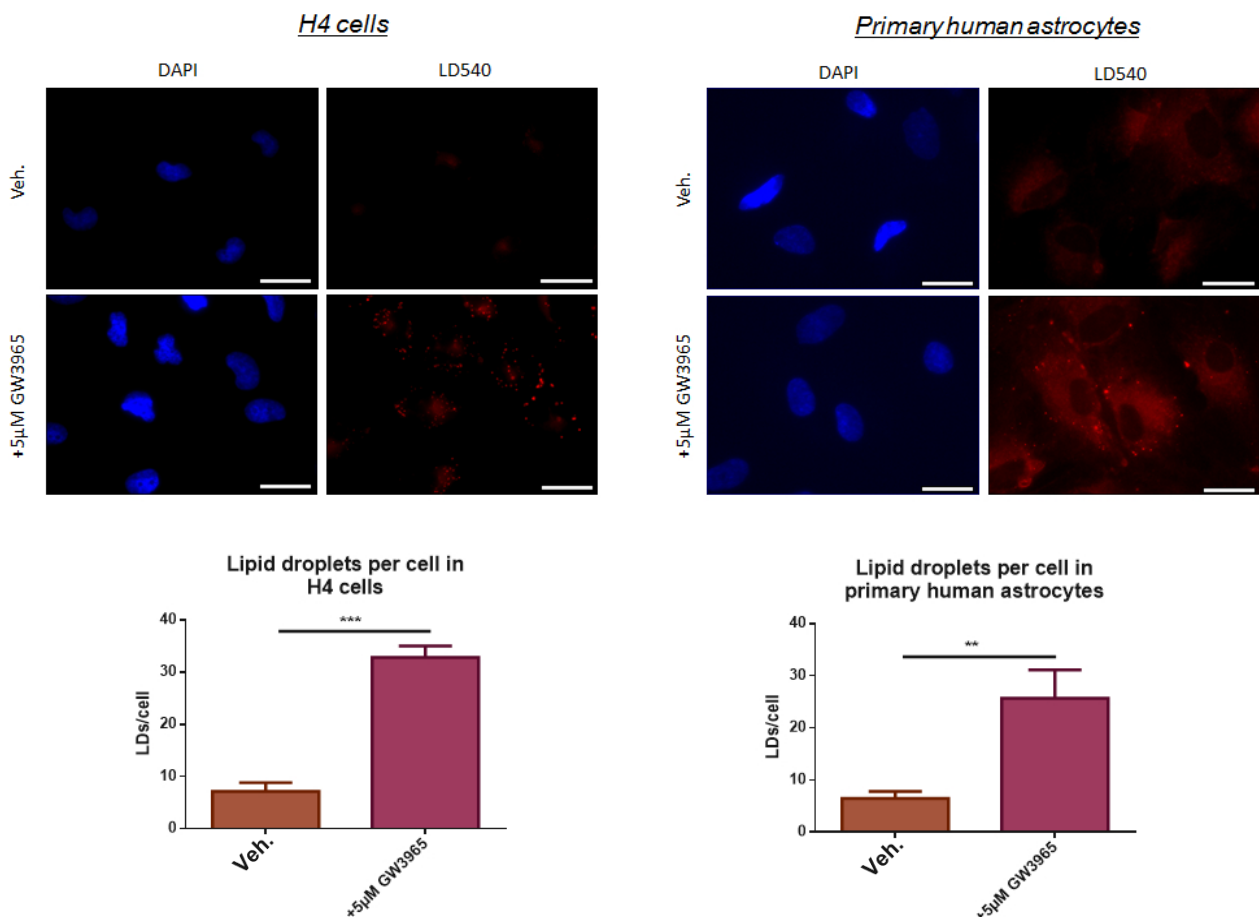 H4 cells
DAPI LD540
Veh.
+5μM GW3965
Primary human astrocytes
DAPI LD540
Veh.
+5μM GW3965
Lipid droplets per cell in
H4 cells
LDs/cell
40
30
20
10
0
***
Veh.
+5μM GW3965
Lipid droplets per cell in
primary human astrocytes
LDs/cell
40
30
20
10
0
**
Veh.
+5μM GW3965